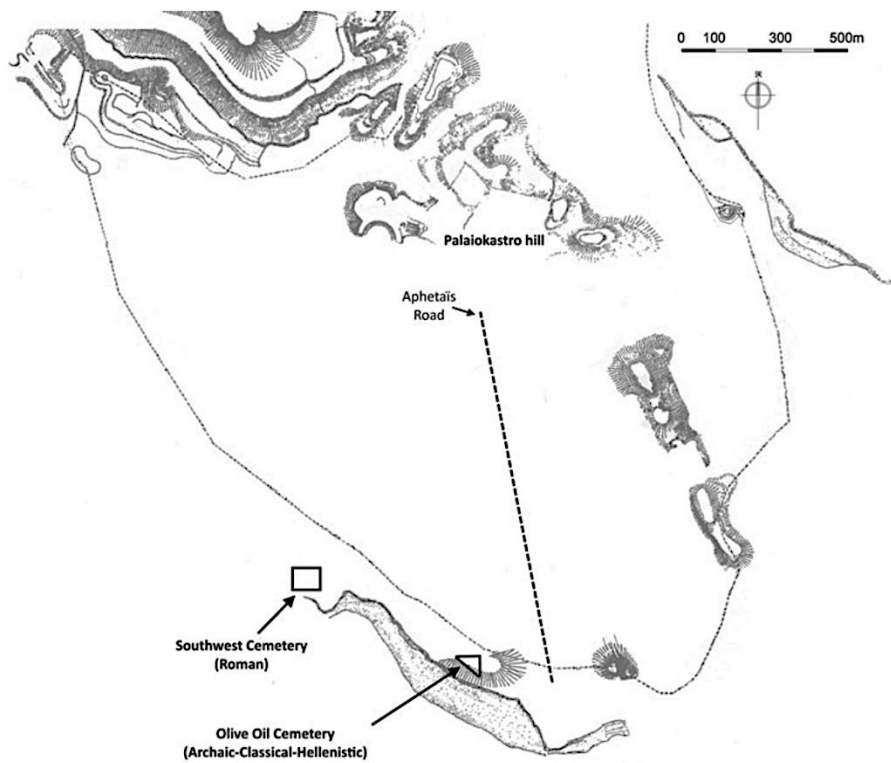 0 100 300 500m
Palaiokastro hill
Aphetaïs
Road
Southwest Cemetery
(Roman)
Olive Oil Cemetery
(Archaic-Classical-Hellenistic)